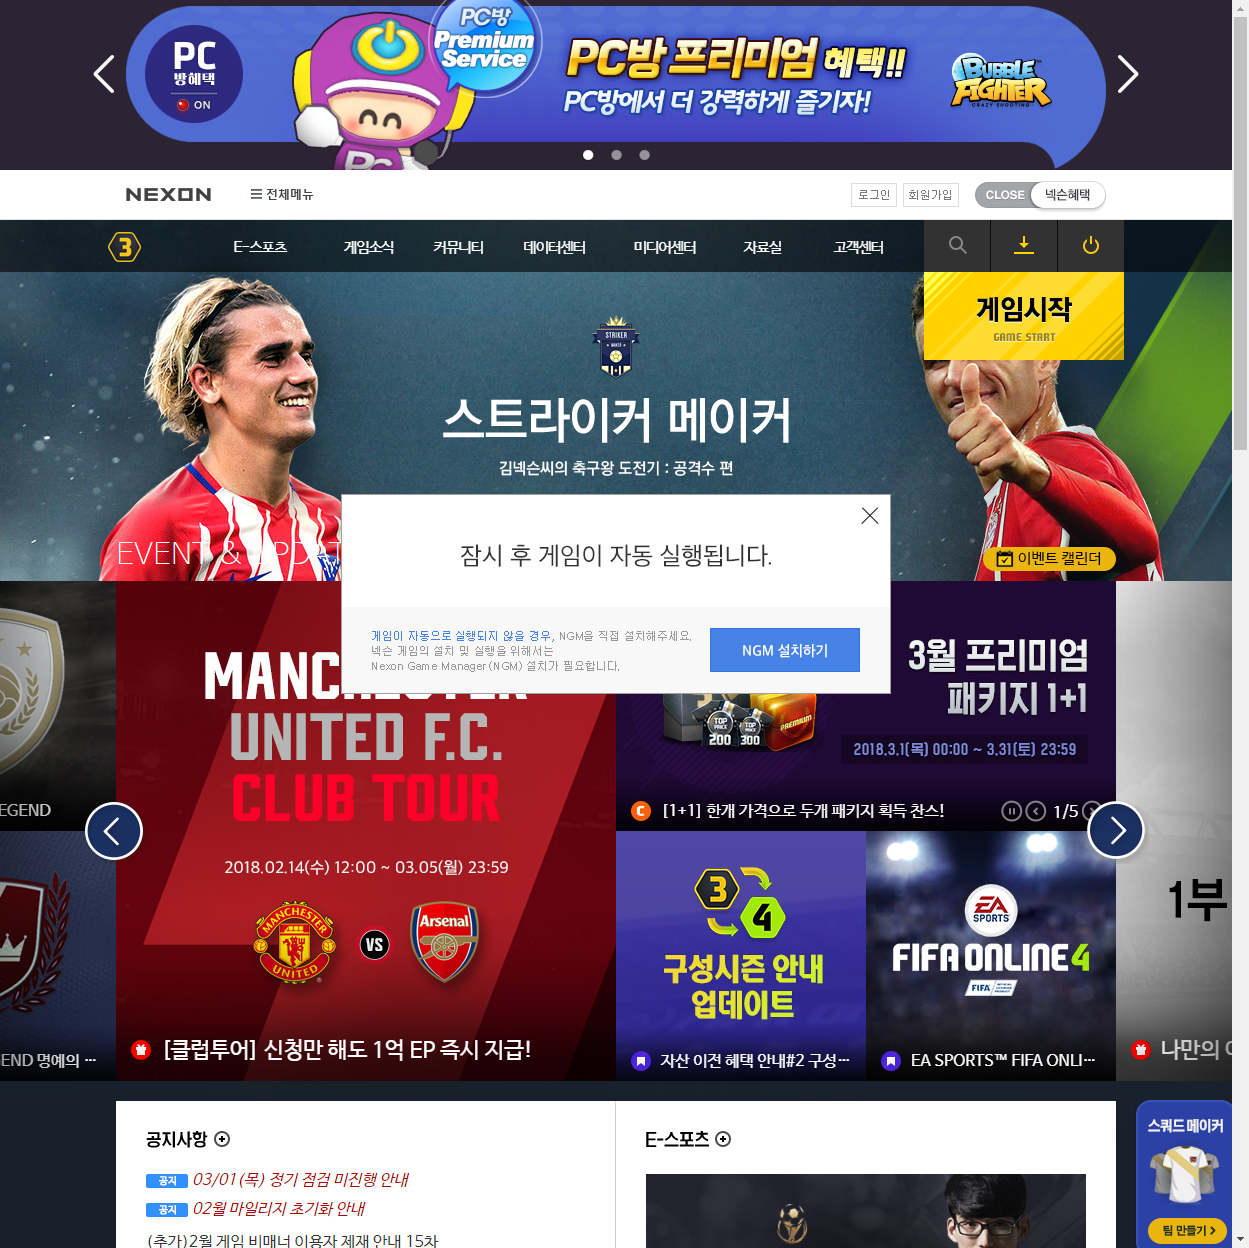 PC
방혜택
ON
PC방
Premium
Service
PC방 프리미엄 혜택!!
PC방에서 더 강력하게 즐기자!
BUBBLE
FIGHTER
CRAZY SHOOTING
PC
NEXON
전체메뉴
로그인
회원가입
CLOSE
넥슨혜택
3
E-스포츠
게임소식
커뮤니티
데이터센터
미디어센터
자료실
고객센터
게임시작
GAME START
STRIKER
MAKER
스트라이커 메이커
김넥슨씨의 축구왕 도전기 : 공격수 편
EVENT & UPDAT
이벤트 캘린더
잠시 후 게임이 자동 실행됩니다.
게임이 자동으로 실행되지 않을 경우, NGM을 직접 설치해주세요.
넥슨 게임의 설치 및 실행을 위해서는
Nexon Game Manager(NGM) 설치가 필요합니다.
NGM 설치하기
MANCHESTER
UNITED F.C.
CLUB TOUR
2018.02.14(수) 12:00 ~ 03.05(월) 23:59
MANCHESTER
UNITED
VS
Arsenal
[클럽투어] 신청만 해도 1억 EP 즉시 지급!
3월 프리미엄
패키지 1+1
TOP
PRICE
200
TOP
PRICE
300
PREMIUM
2018.3.1(목) 00:00 ~ 3.31(토) 23:59
C
[1+1] 한개 가격으로 두개 패키지 획득 찬스!
1/5
EGEND
END 명예의 ···
3
4
구성시즌 안내
업데이트
자산 이전 혜택 안내#2 구성···
EA
SPORTS
FIFA ONLINE 4
FIFA
EA SPORTS™ FIFA ONLI···
1부
나만의
공지사항
공지 03/01(목) 정기 점검 미진행 안내
공지 02월 마일리지 초기화 안내
(추가)2월 게임 비매너 이용자 제재 안내 15차
E-스포츠
스쿼드 메이커
팀 만들기 >